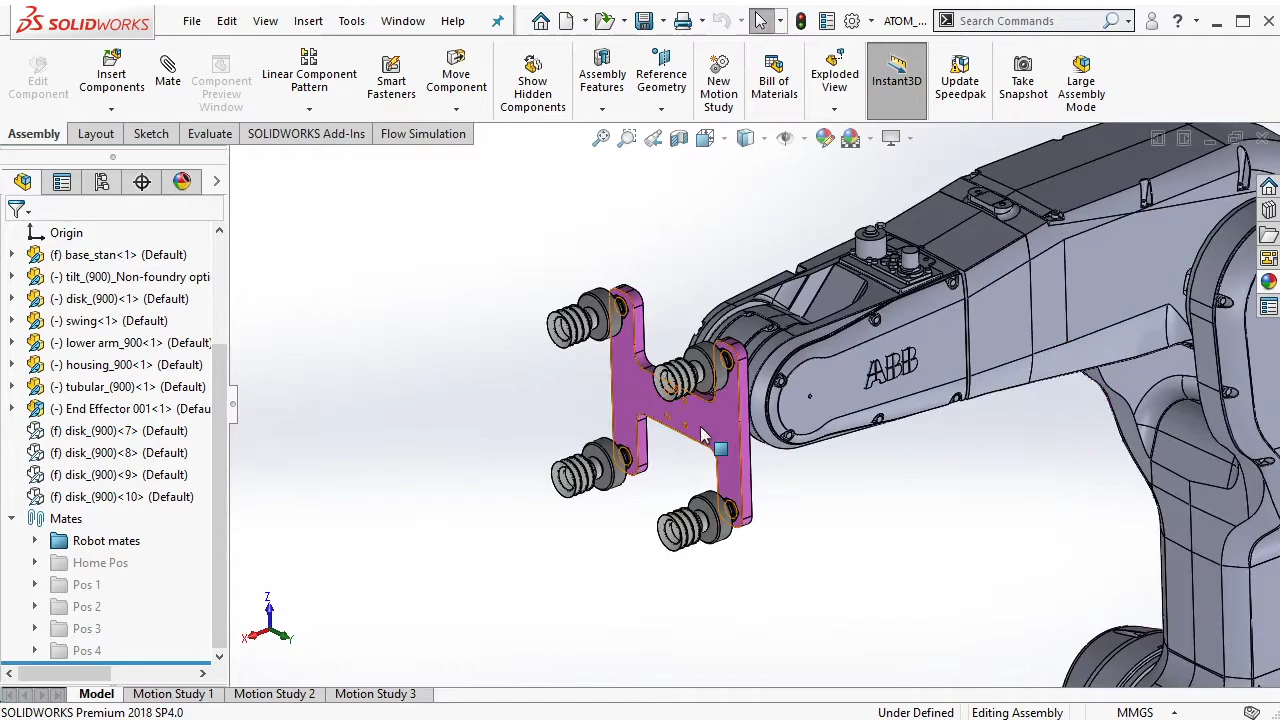 SOLIDWORKS
File Edit View Insert Tools Window Help
ATOM_...
Search Commands
?
Edit Component
Insert Components
Mate
Component Preview Window
Linear Component Pattern
Smart Fasteners
Move Component
Show Hidden Components
Assembly Features
Reference Geometry
New Motion Study
Bill of Materials
Exploded View
Instant3D
Update Speedpak
Take Snapshot
Large Assembly Mode
Assembly Layout Sketch Evaluate SOLIDWORKS Add-Ins Flow Simulation
Origin
(f) base_stan<1> (Default)
(-) tilt_(900)_Non-foundry opti
(-) disk_(900)<1> (Default)
(-) swing<1> (Default)
(-) lower arm_900<1> (Default)
(-) housing_900<1> (Default)
(-) tubular_(900)<1> (Default)
(-) End Effector 001<1> (Defau
disk_(900)<7> (Default)
disk_(900)<8> (Default)
disk_(900)<9> (Default)
disk_(900)<10> (Default)
Mates
Robot mates
Home Pos
Pos 1
Pos 2
Pos 3
Pos 4
ABB
Z
X
Y
Model Motion Study 1 Motion Study 2 Motion Study 3
SOLIDWORKS Premium 2018 SP4.0
Under Defined Editing Assembly MMGS